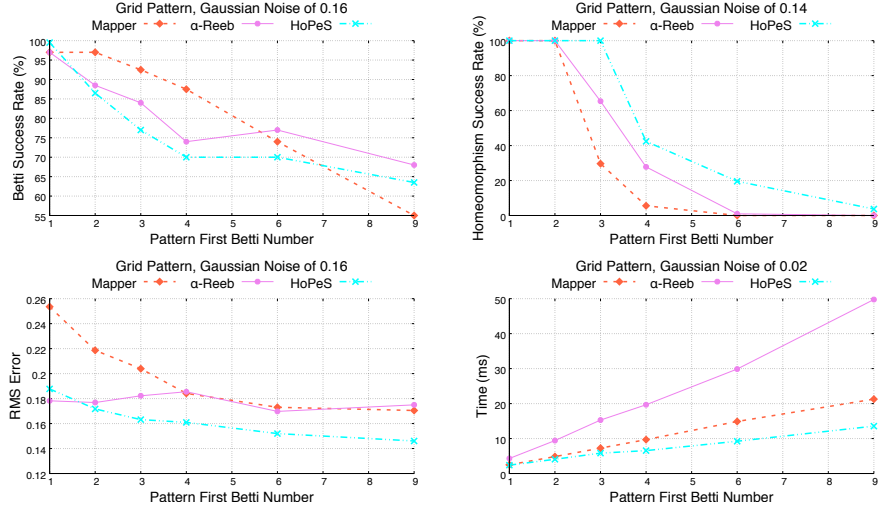 Grid Pattern, Gaussian Noise of 0.16
Mapper α-Reeb HoPeS
Betti Success Rate (%)
100
95
90
85
80
75
70
65
60
55
1 2 3 4 5 6 7 8 9
Pattern First Betti Number
Grid Pattern, Gaussian Noise of 0.14
Mapper α-Reeb HoPeS
Homeomorphism Success Rate (%)
100
80
60
40
20
0
1 2 3 4 5 6 7 8 9
Pattern First Betti Number
Grid Pattern, Gaussian Noise of 0.16
Mapper α-Reeb HoPeS
RMS Error
0.26
0.24
0.22
0.2
0.18
0.16
0.14
0.12
1 2 3 4 5 6 7 8 9
Pattern First Betti Number
Grid Pattern, Gaussian Noise of 0.02
Mapper α-Reeb HoPeS
Time (ms)
50
40
30
20
10
0
1 2 3 4 5 6 7 8 9
Pattern First Betti Number